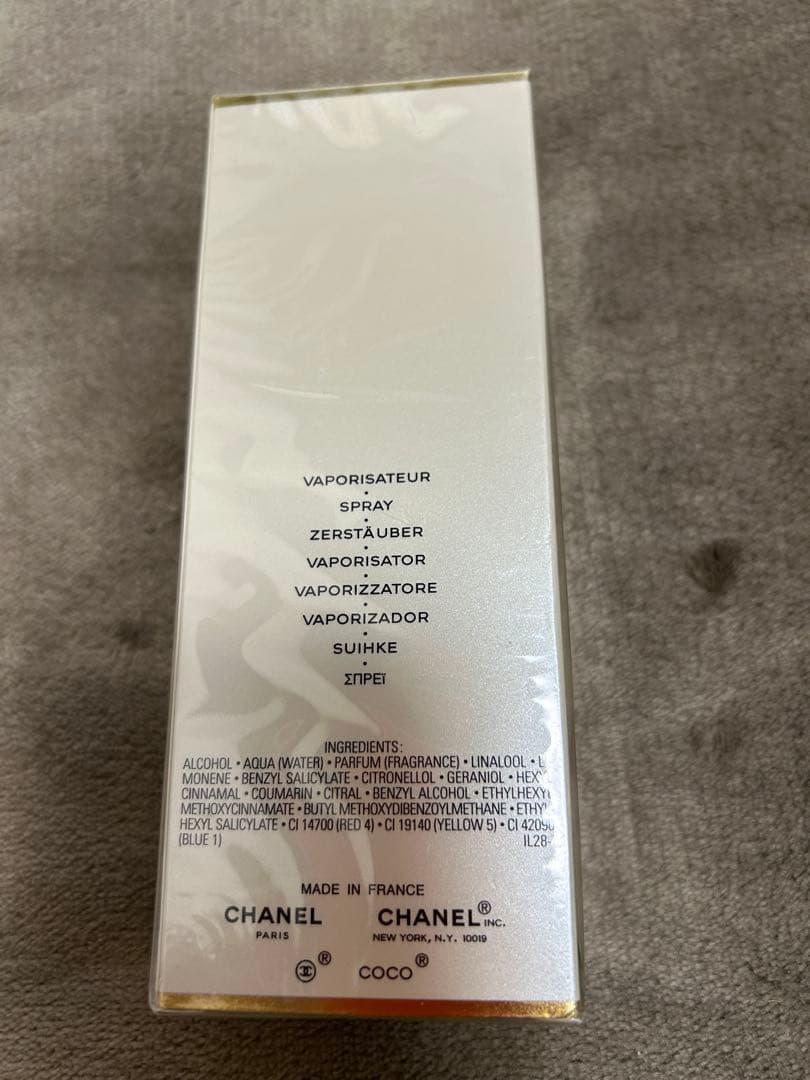 VAPORISATEUR
•
SPRAY
•
ZERSTÄUBER
•
VAPORISATOR
•
VAPORIZZATORE
•
VAPORIZADOR
•
SUIHKE
•
ΣΠΡΕΪ
INGREDIENTS:
ALCOHOL • AQUA (WATER) • PARFUM (FRAGRANCE) • LINALOOL •
MONENE • BENZYL SALICYLATE • CITRONELLOL • GERANIOL •
CINNAMAL • COUMARIN • CITRAL • BENZYL ALCOHOL •
METHOXYCINNAMATE • BUTYL METHOXYDIBENZOYLMETHANE •
HEXYL SALICYLATE • CI 14700 (RED 4) • CI 19140 (YELLOW 5) • CI
(BLUE 1) IL28-
MADE IN FRANCE
CHANEL CHANEL® INC.
PARIS NEW YORK, N.Y. 10019
® COCO®